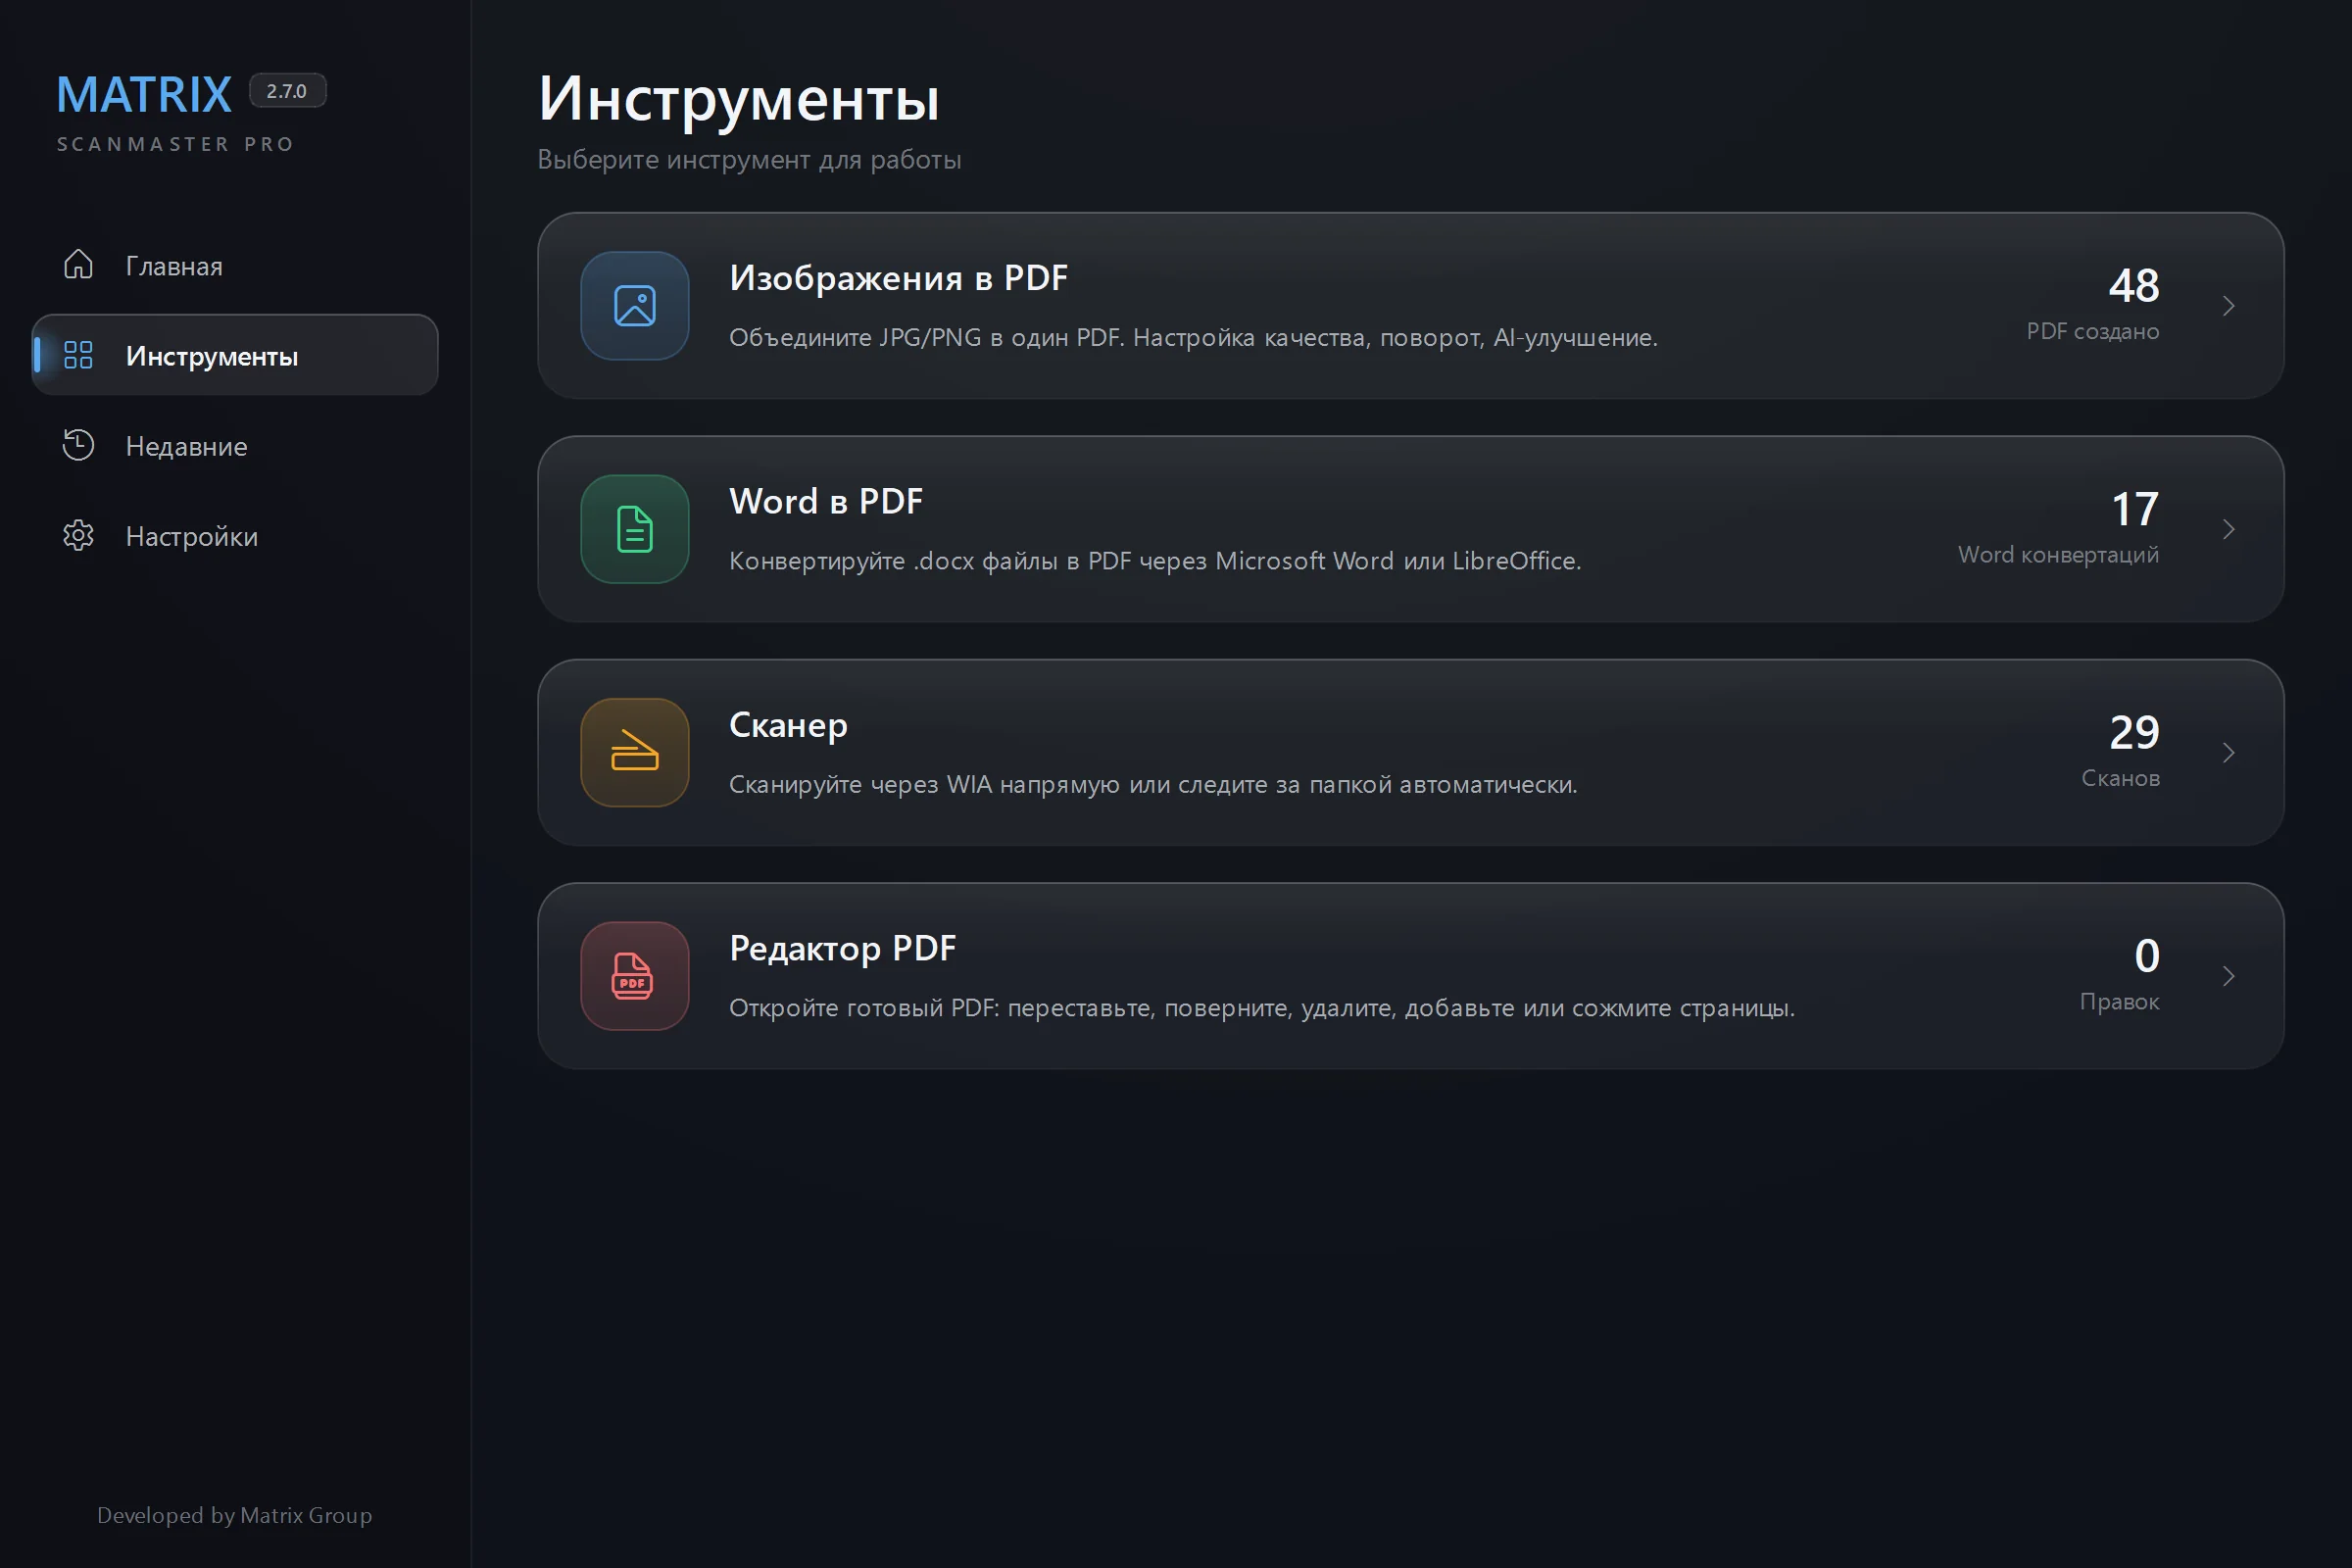 MATRIX 2.7.0
SCANMASTER PRO
Главная
Инструменты
Недавние
Настройки
Developed by Matrix Group
Инструменты
Выберите инструмент для работы
Изображения в PDF
Объедините JPG/PNG в один PDF. Настройка качества, поворот, AI-улучшение.
48
PDF создано
Word в PDF
Конвертируйте .docx файлы в PDF через Microsoft Word или LibreOffice.
17
Word конвертаций
Сканер
Сканируйте через WIA напрямую или следите за папкой автоматически.
29
Сканов
PDF
Редактор PDF
Откройте готовый PDF: переставьте, поверните, удалите, добавьте или сожмите страницы.
0
Правок